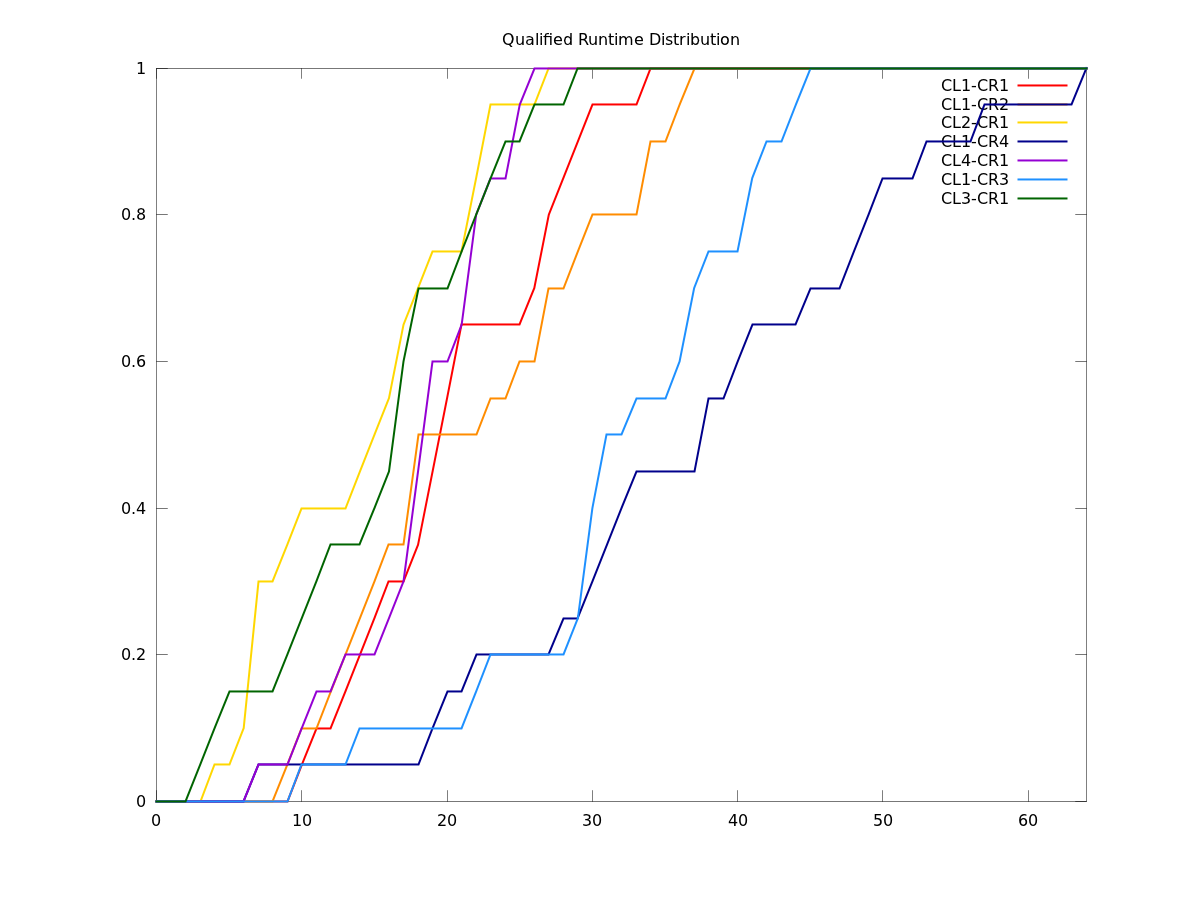 Qualified Runtime Distribution
1
0.8
0.6
0.4
0.2
0
0 10 20 30 40 50 60
CL1-CR1
CL1-CR2
CL2-CR1
CL1-CR4
CL4-CR1
CL1-CR3
CL3-CR1